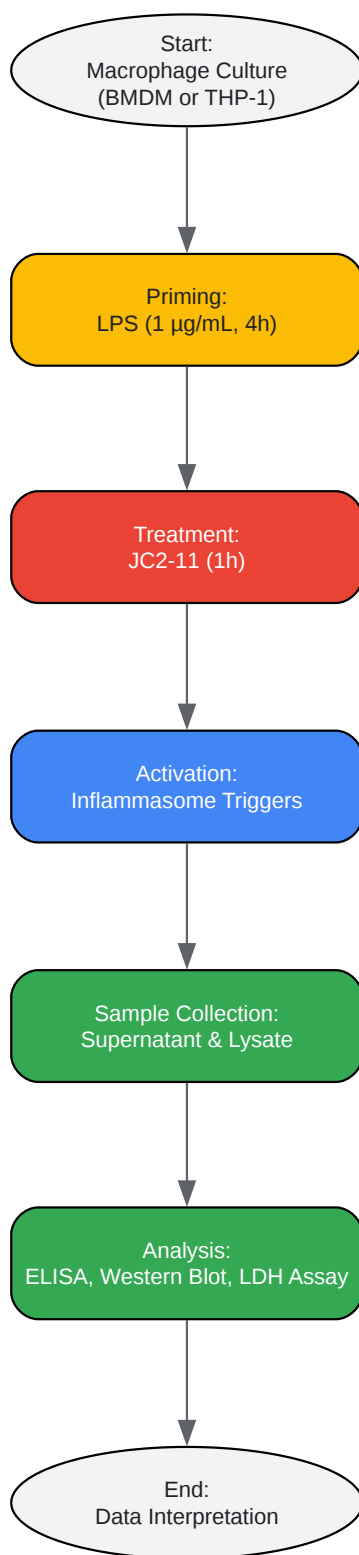 Start:
Macrophage Culture
(BMDM or THP-1)
Priming:
LPS (1 µg/mL, 4h)
Treatment:
JC2-11 (1h)
Activation:
Inflammasome Triggers
Sample Collection:
Supernatant & Lysate
Analysis:
ELISA, Western Blot, LDH Assay
End:
Data Interpretation